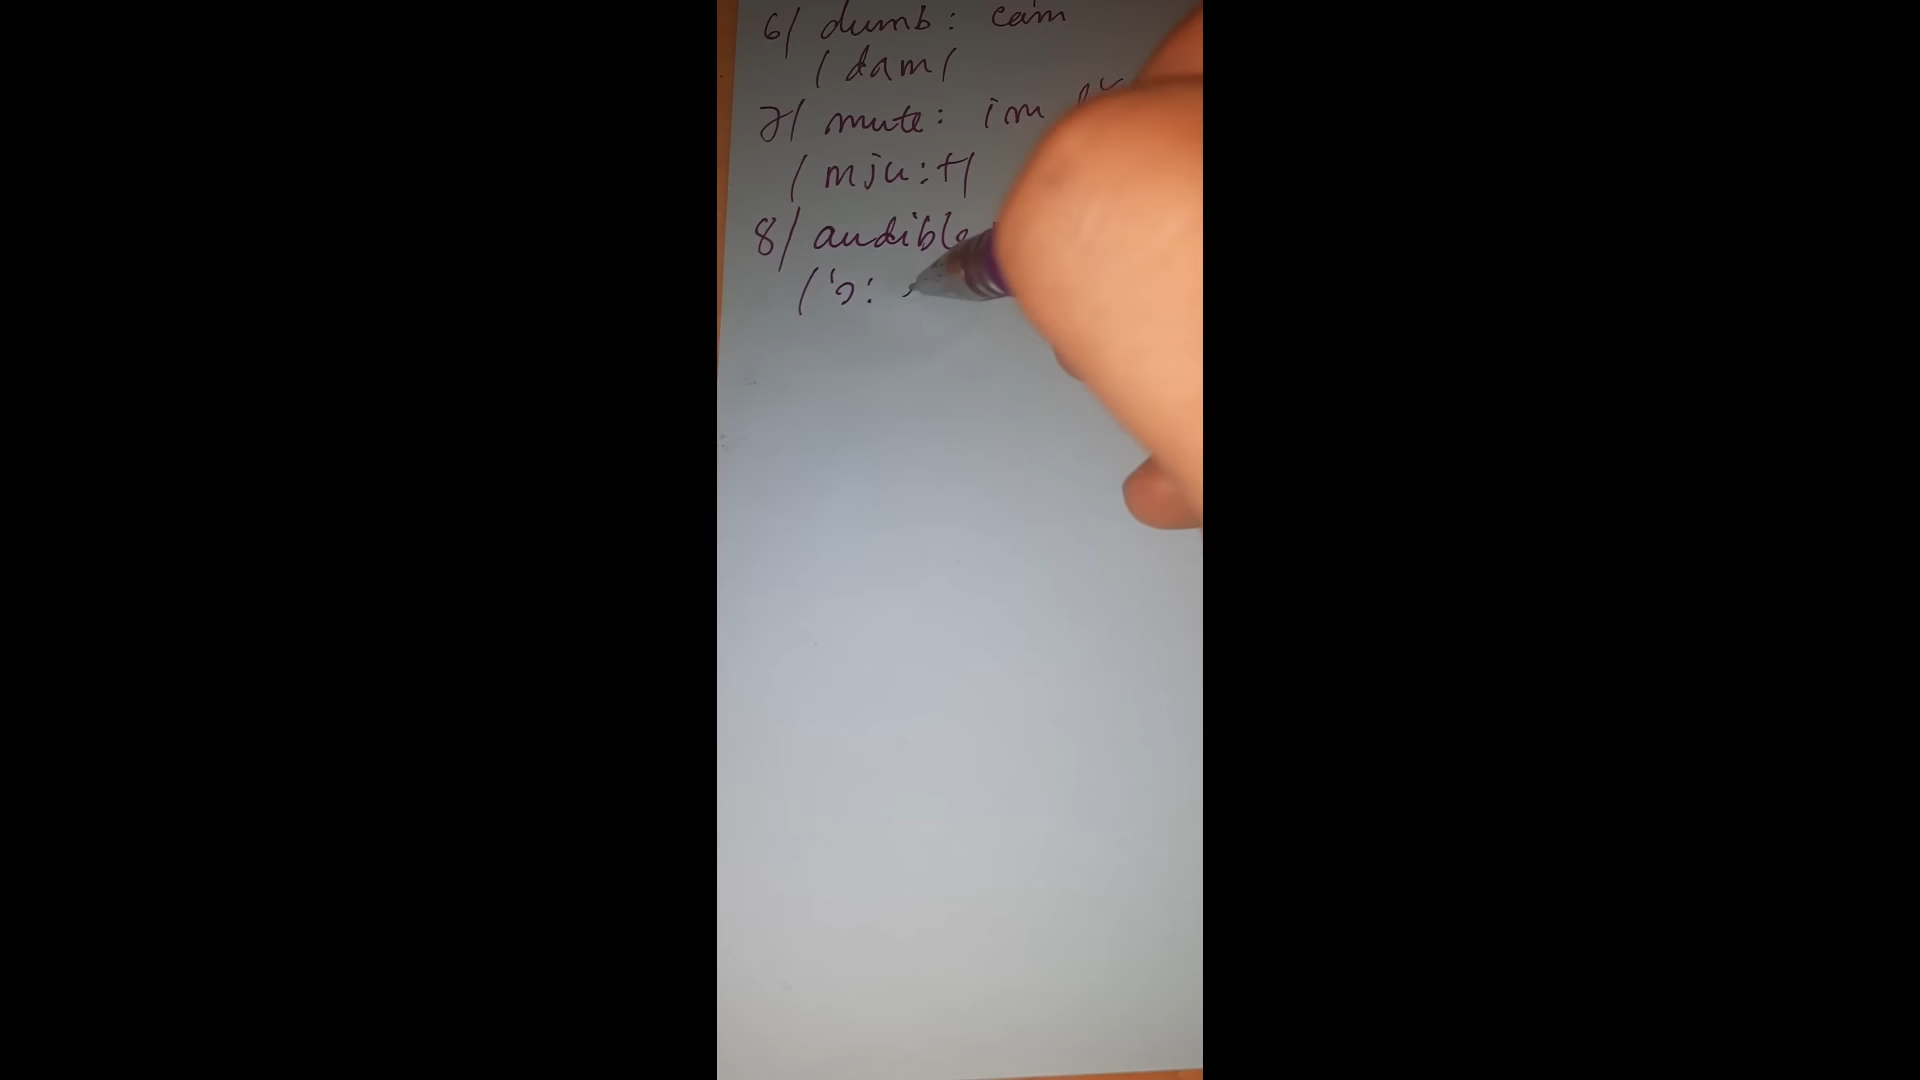 6/ dumb: câm
/dam/
7/ mute: im
/mju:t/
8/ audible
/'ɔ: